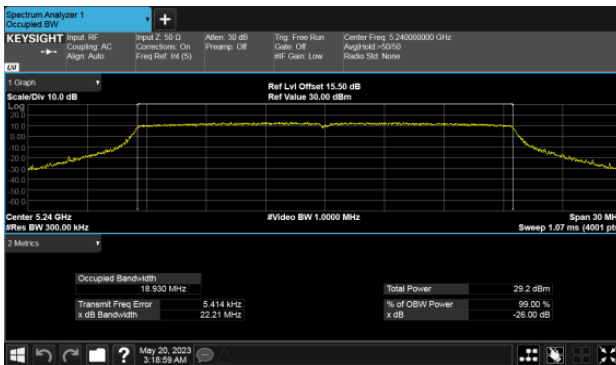 Spectrum Analyzer 1
Occupied BW
KEYSIGHT Input: RF Input Z: 50 Ω Atten: 30 dB Trig: Free Run Center Freq: 5.240000000 GHz
Coupling: AC Corrections: On Preamp: Off Gate: Off Avg|Hold:>50/50
Align: Auto Freq Ref: Int (S) #IF Gain: Low Radio Std: None
LXI
1 Graph
Ref Lvl Offset 15.50 dB
Scale/Div 10.0 dB Ref Value 30.00 dBm
Log
20.0
10.0
0.00
-10.0
-20.0
-30.0
-40.0
-50.0
-60.0
Center 5.24 GHz #Video BW 1.0000 MHz Span 30 MH
#Res BW 300.00 kHz Sweep 1.07 ms (4001 pts
2 Metrics
Occupied Bandwidth
18.930 MHz Total Power 29.2 dBm
Transmit Freq Error 5.414 kHz % of OBW Power 99.00 %
x dB Bandwidth 22.21 MHz x dB -26.00 dB
? May 20, 2023
3:18:59 AM